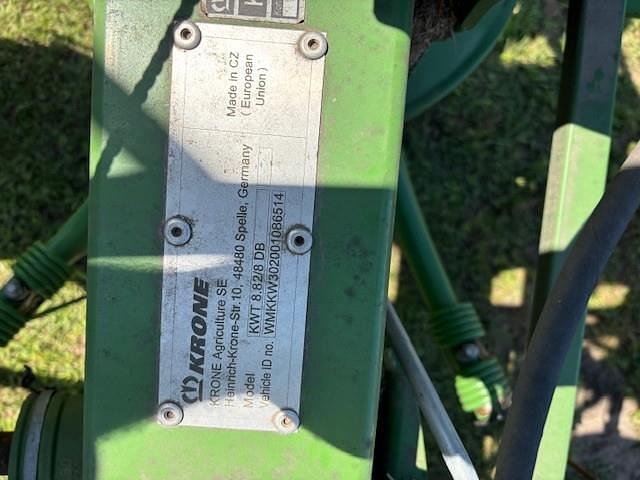 KRONE
KRONE Agriculture SE
Heinrich-Krone-Str.10, 48480 Spelle, Germany
Model KWT 8.82/8 DB
Vehicle ID no. WMKKW302001086514
Made in CZ
( European
Union )